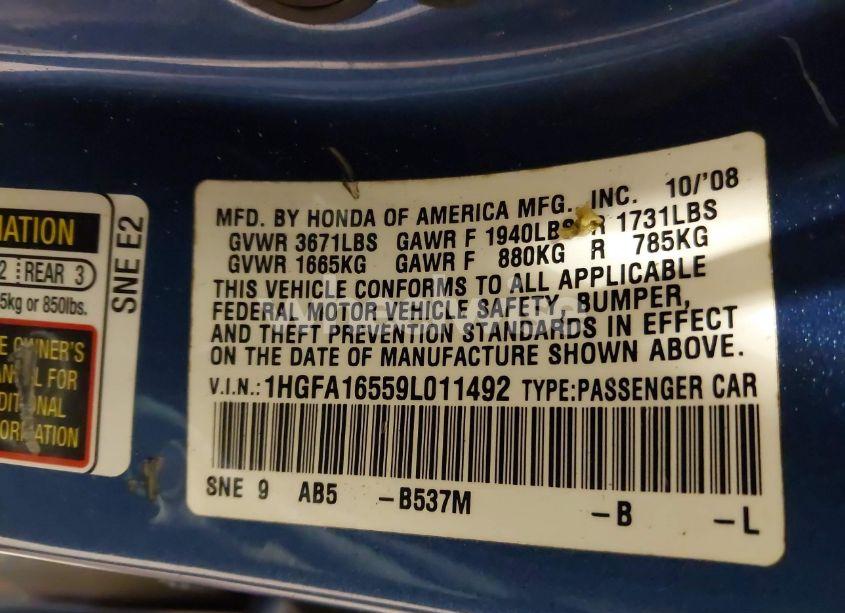 MATION
2 REAR 3
5kg or 850lbs.
OWNER'S
FOR
SNE E2
MFD. BY HONDA OF AMERICA MFG., INC. 10/'08
GVWR 3671LBS GAWR F 1940LBS R 1731LBS
GVWR 1665KG GAWR F 880KG R 785KG
THIS VEHICLE CONFORMS TO ALL APPLICABLE
FEDERAL MOTOR VEHICLE SAFETY, BUMPER,
AND THEFT PREVENTION STANDARDS IN EFFECT
ON THE DATE OF MANUFACTURE SHOWN ABOVE.
V.I.N.: 1HGFA16559L011492 TYPE:PASSENGER CAR
SNE 9 AB5 -B537M -B -L